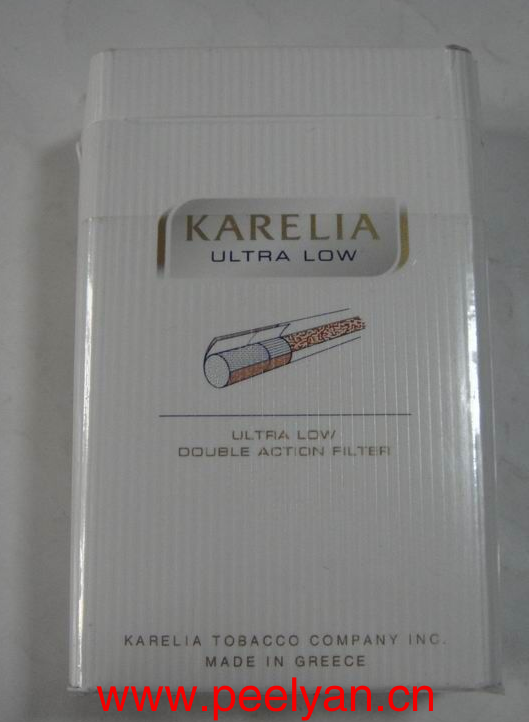 KARELIA
ULTRA LOW
ULTRA LOW
DOUBLE ACTION FILTER
KARELIA TOBACCO COMPANY INC.
MADE IN GREECE
www.peelyan.cn